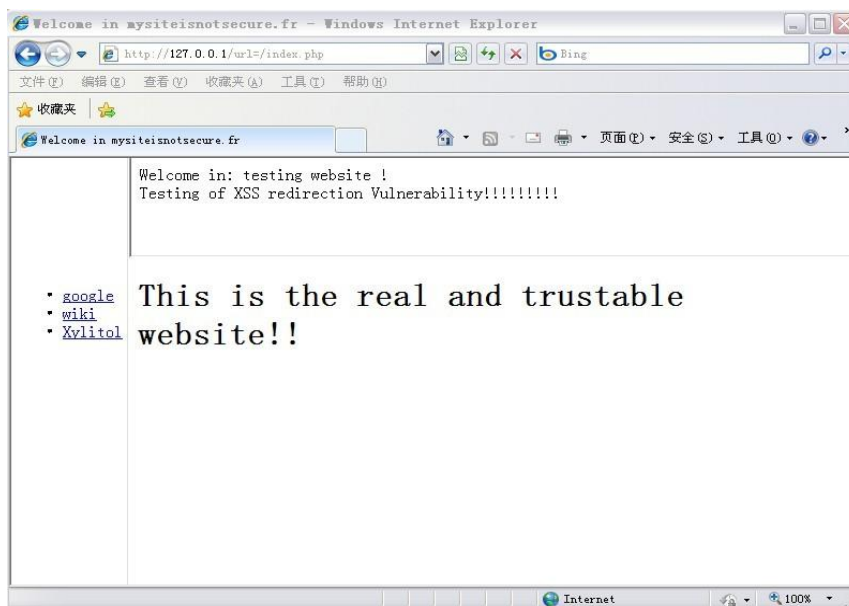 Welcome in mysiteisnotsecure.fr - Windows Internet Explorer
http://127.0.0.1/url=/index.php
Bing
文件(F) 编辑(E) 查看(V) 收藏夹(A) 工具(T) 帮助(H)
收藏夹
Welcome in mysiteisnotsecure.fr
页面(P) 安全(S) 工具(O)
Welcome in: testing website !
Testing of XSS redirection Vulnerability!!!!!!!!!
google
wiki
Xylitol
This is the real and trustable
website!!
Internet
100%